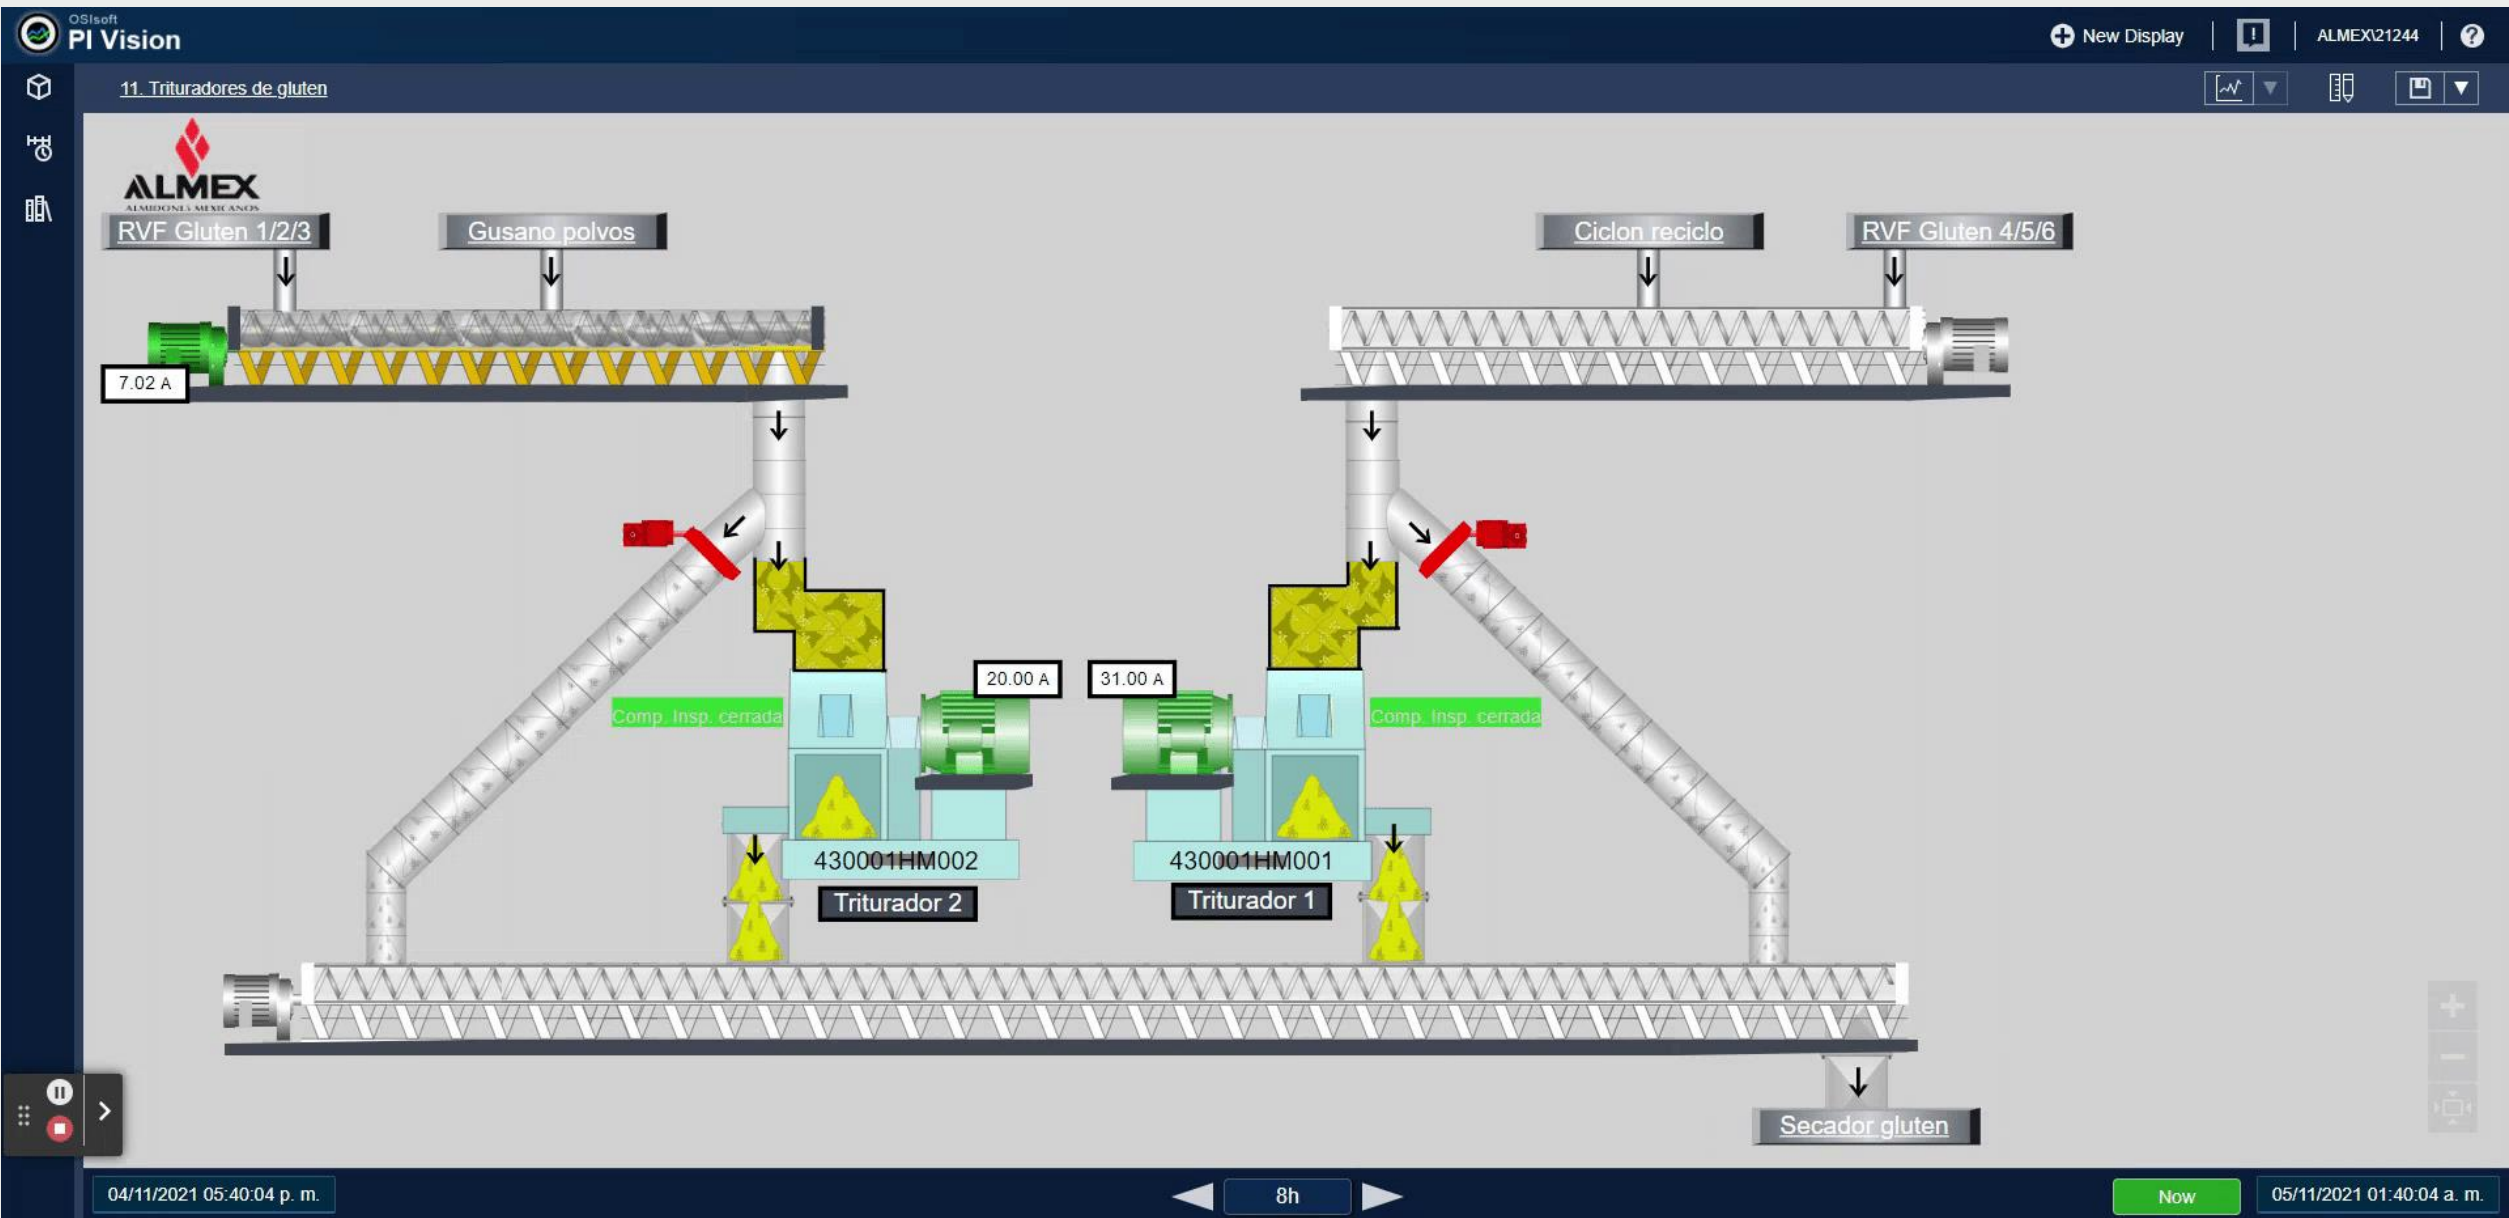 OSIsoft
PI Vision
New Display
ALMEX\21244
11. Trituradores de gluten
ALMEX
ALMIDONES MEXICANOS
RVF Gluten 1/2/3
Gusano polvos
Ciclon reciclo
RVF Gluten 4/5/6
7.02 A
20.00 A
31.00 A
Comp. Insp. cerrada
Comp. Insp. cerrada
430001HM002
430001HM001
Triturador 2
Triturador 1
Secador gluten
04/11/2021 05:40:04 p. m.
8h
Now
05/11/2021 01:40:04 a. m.